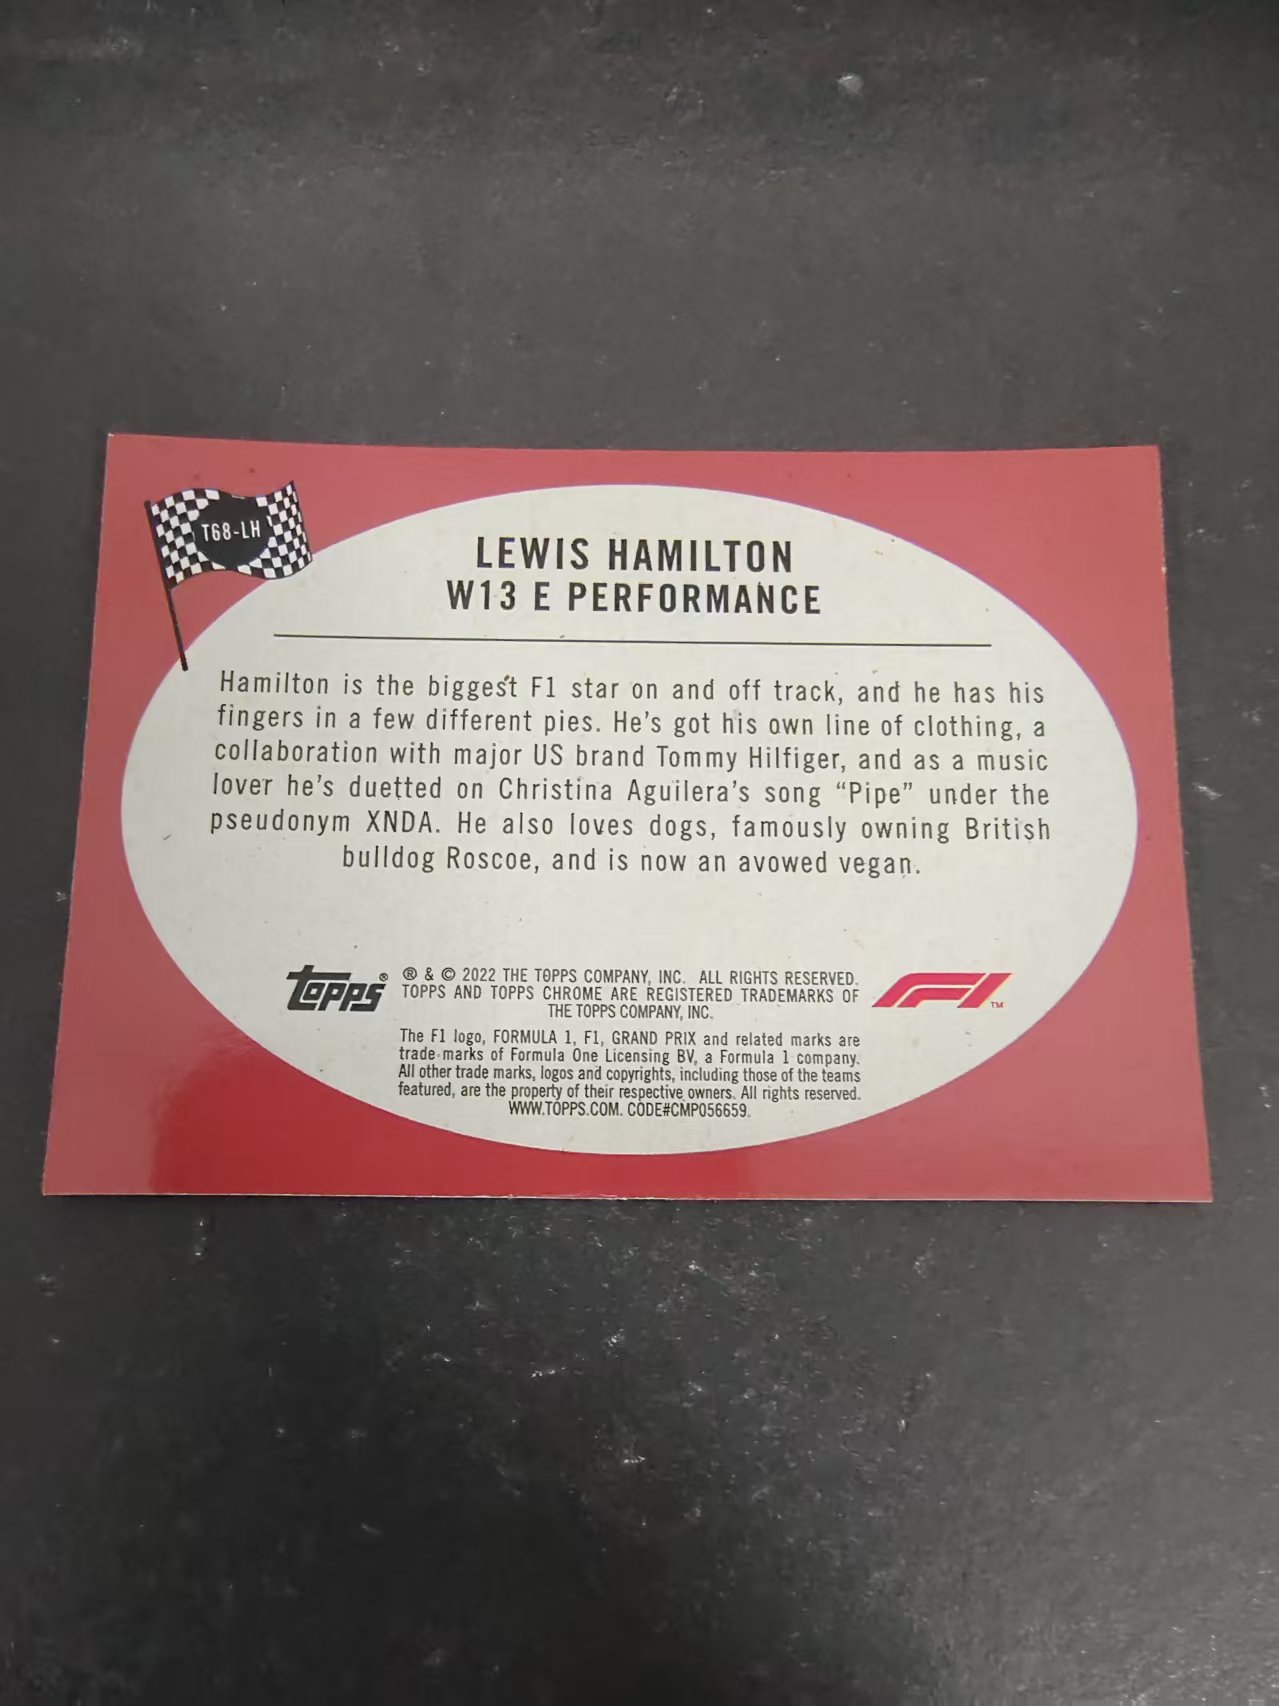 T68-LH
LEWIS HAMILTON
W13 E PERFORMANCE
Hamilton is the biggest F1 star on and off track, and he has his
fingers in a few different pies. He's got his own line of clothing, a
collaboration with major US brand Tommy Hilfiger, and as a music
lover he's duetted on Christina Aguilera's song “Pipe” under the
pseudonym XNDA. He also loves dogs, famously owning British
bulldog Roscoe, and is now an avowed vegan.
Topps®
® & © 2022 THE TOPPS COMPANY, INC. ALL RIGHTS RESERVED.
TOPPS AND TOPPS CHROME ARE REGISTERED TRADEMARKS OF
THE TOPPS COMPANY, INC.
F1™
The F1 logo, FORMULA 1, F1, GRAND PRIX and related marks are
trade marks of Formula One Licensing BV, a Formula 1 company.
All other trade marks, logos and copyrights, including those of the teams
featured, are the property of their respective owners. All rights reserved.
WWW.TOPPS.COM. CODE#CMP056659.